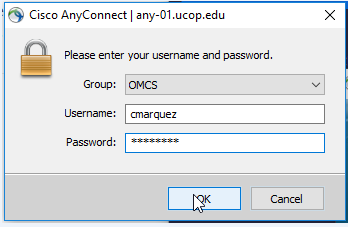 Cisco AnyConnect | any-01.ucop.edu
Please enter your username and password.
Group: OMCS
Username: cmarquez
Password: ********
OK Cancel